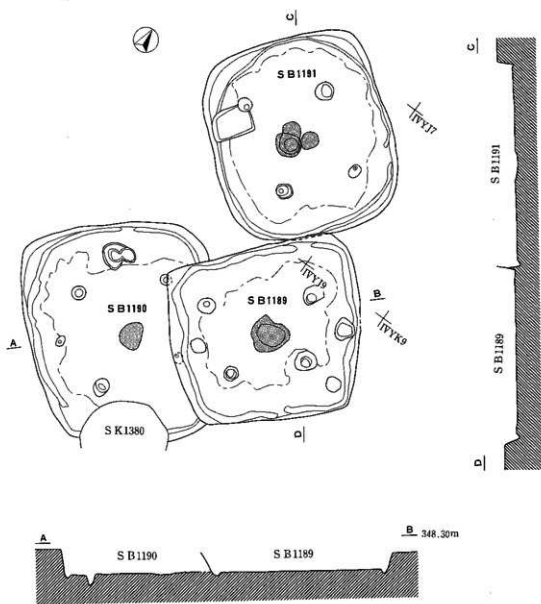 C
SB1191
IVYJ7
C
SB1191
IVYJ9
SB1189
B
IVYK9
SB1190
A
SB1189
SK1380
D
D
A
SB1190
SB1189
B 348.30m